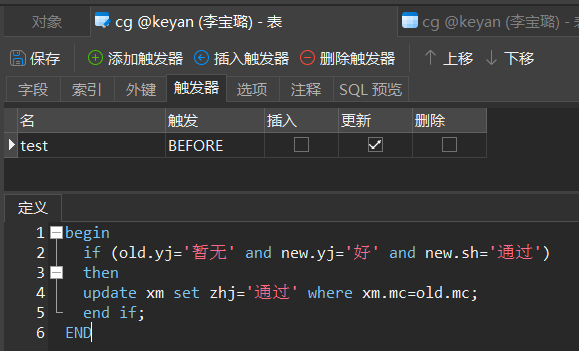 对象 cg @keyan (李宝璐) - 表 cg @keyan (李宝璐) - 表
保存 添加触发器 插入触发器 删除触发器 上移 下移
字段 索引 外键 触发器 选项 注释 SQL 预览
名 触发 插入 更新 删除
test BEFORE
定义
1 begin
2 if (old.yj='暂无' and new.yj='好' and new.sh='通过')
3 then
4 update xm set zhj='通过' where xm.mc=old.mc;
5 end if;
6 END